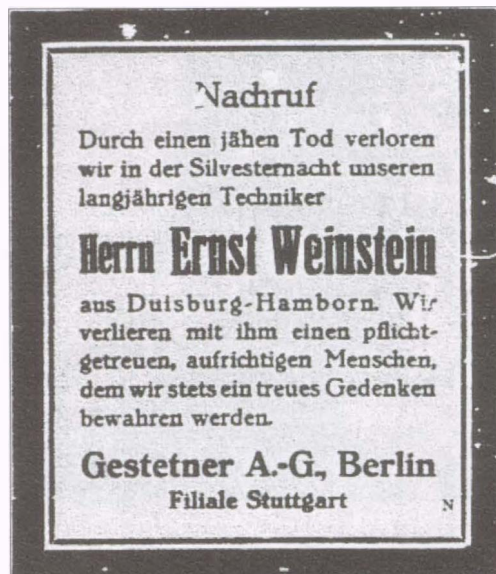 Nachruf
Durch einen jähen Tod verloren
wir in der Silvesternacht unseren
langjährigen Techniker
Herrn Ernst Weinstein
aus Duisburg-Hamborn. Wir
verlieren mit ihm einen pflicht-
getreuen, aufrichtigen Menschen,
dem wir stets ein treues Gedenken
bewahren werden.
Gestetner A.-G., Berlin
Filiale Stuttgart
N